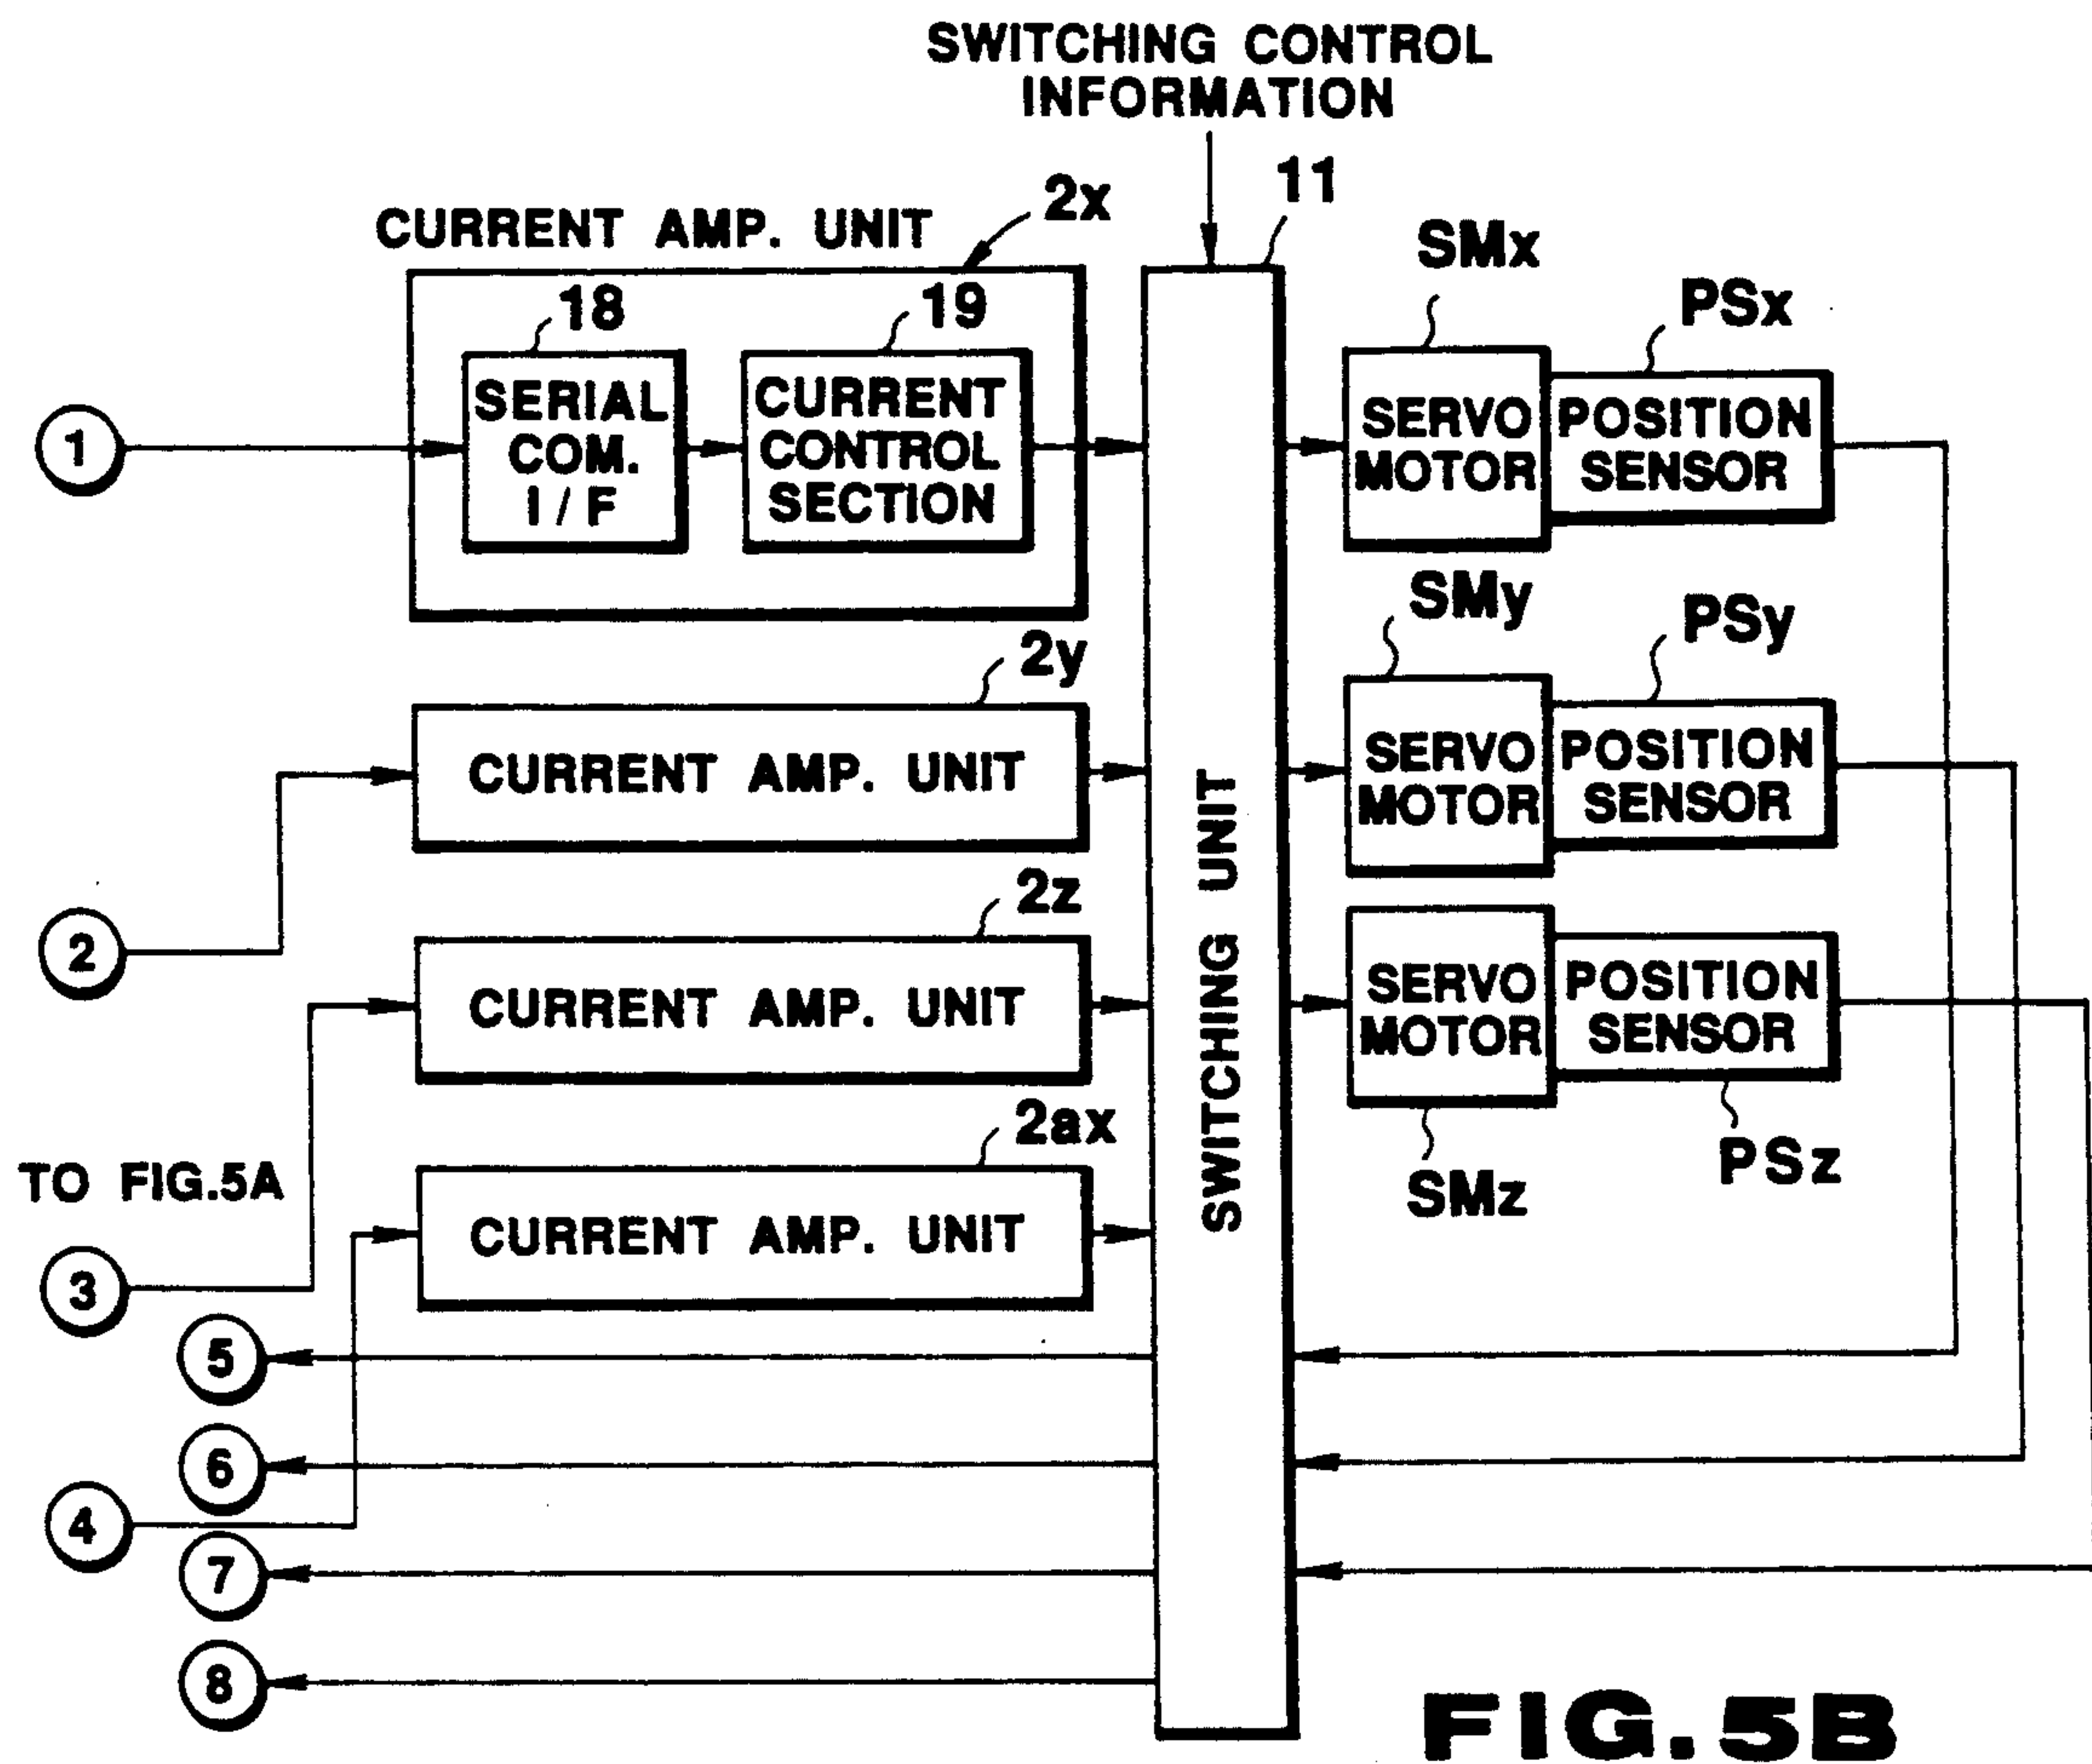 SWITCHING CONTROL
INFORMATION
11
2x
CURRENT AMP. UNIT
SMx
PSx
18
19
SERIAL
COM.
I / F
CURRENT
CONTROL
SECTION
SERVO
MOTOR
POSITION
SENSOR
1
2y
SMy
PSy
CURRENT AMP. UNIT
SERVO
MOTOR
POSITION
SENSOR
2
2z
CURRENT AMP. UNIT
SWITCHING UNIT
SERVO
MOTOR
POSITION
SENSOR
2ax
SMz
PSz
TO FIG.5A
CURRENT AMP. UNIT
3
5
6
4
7
8
FIG.5B